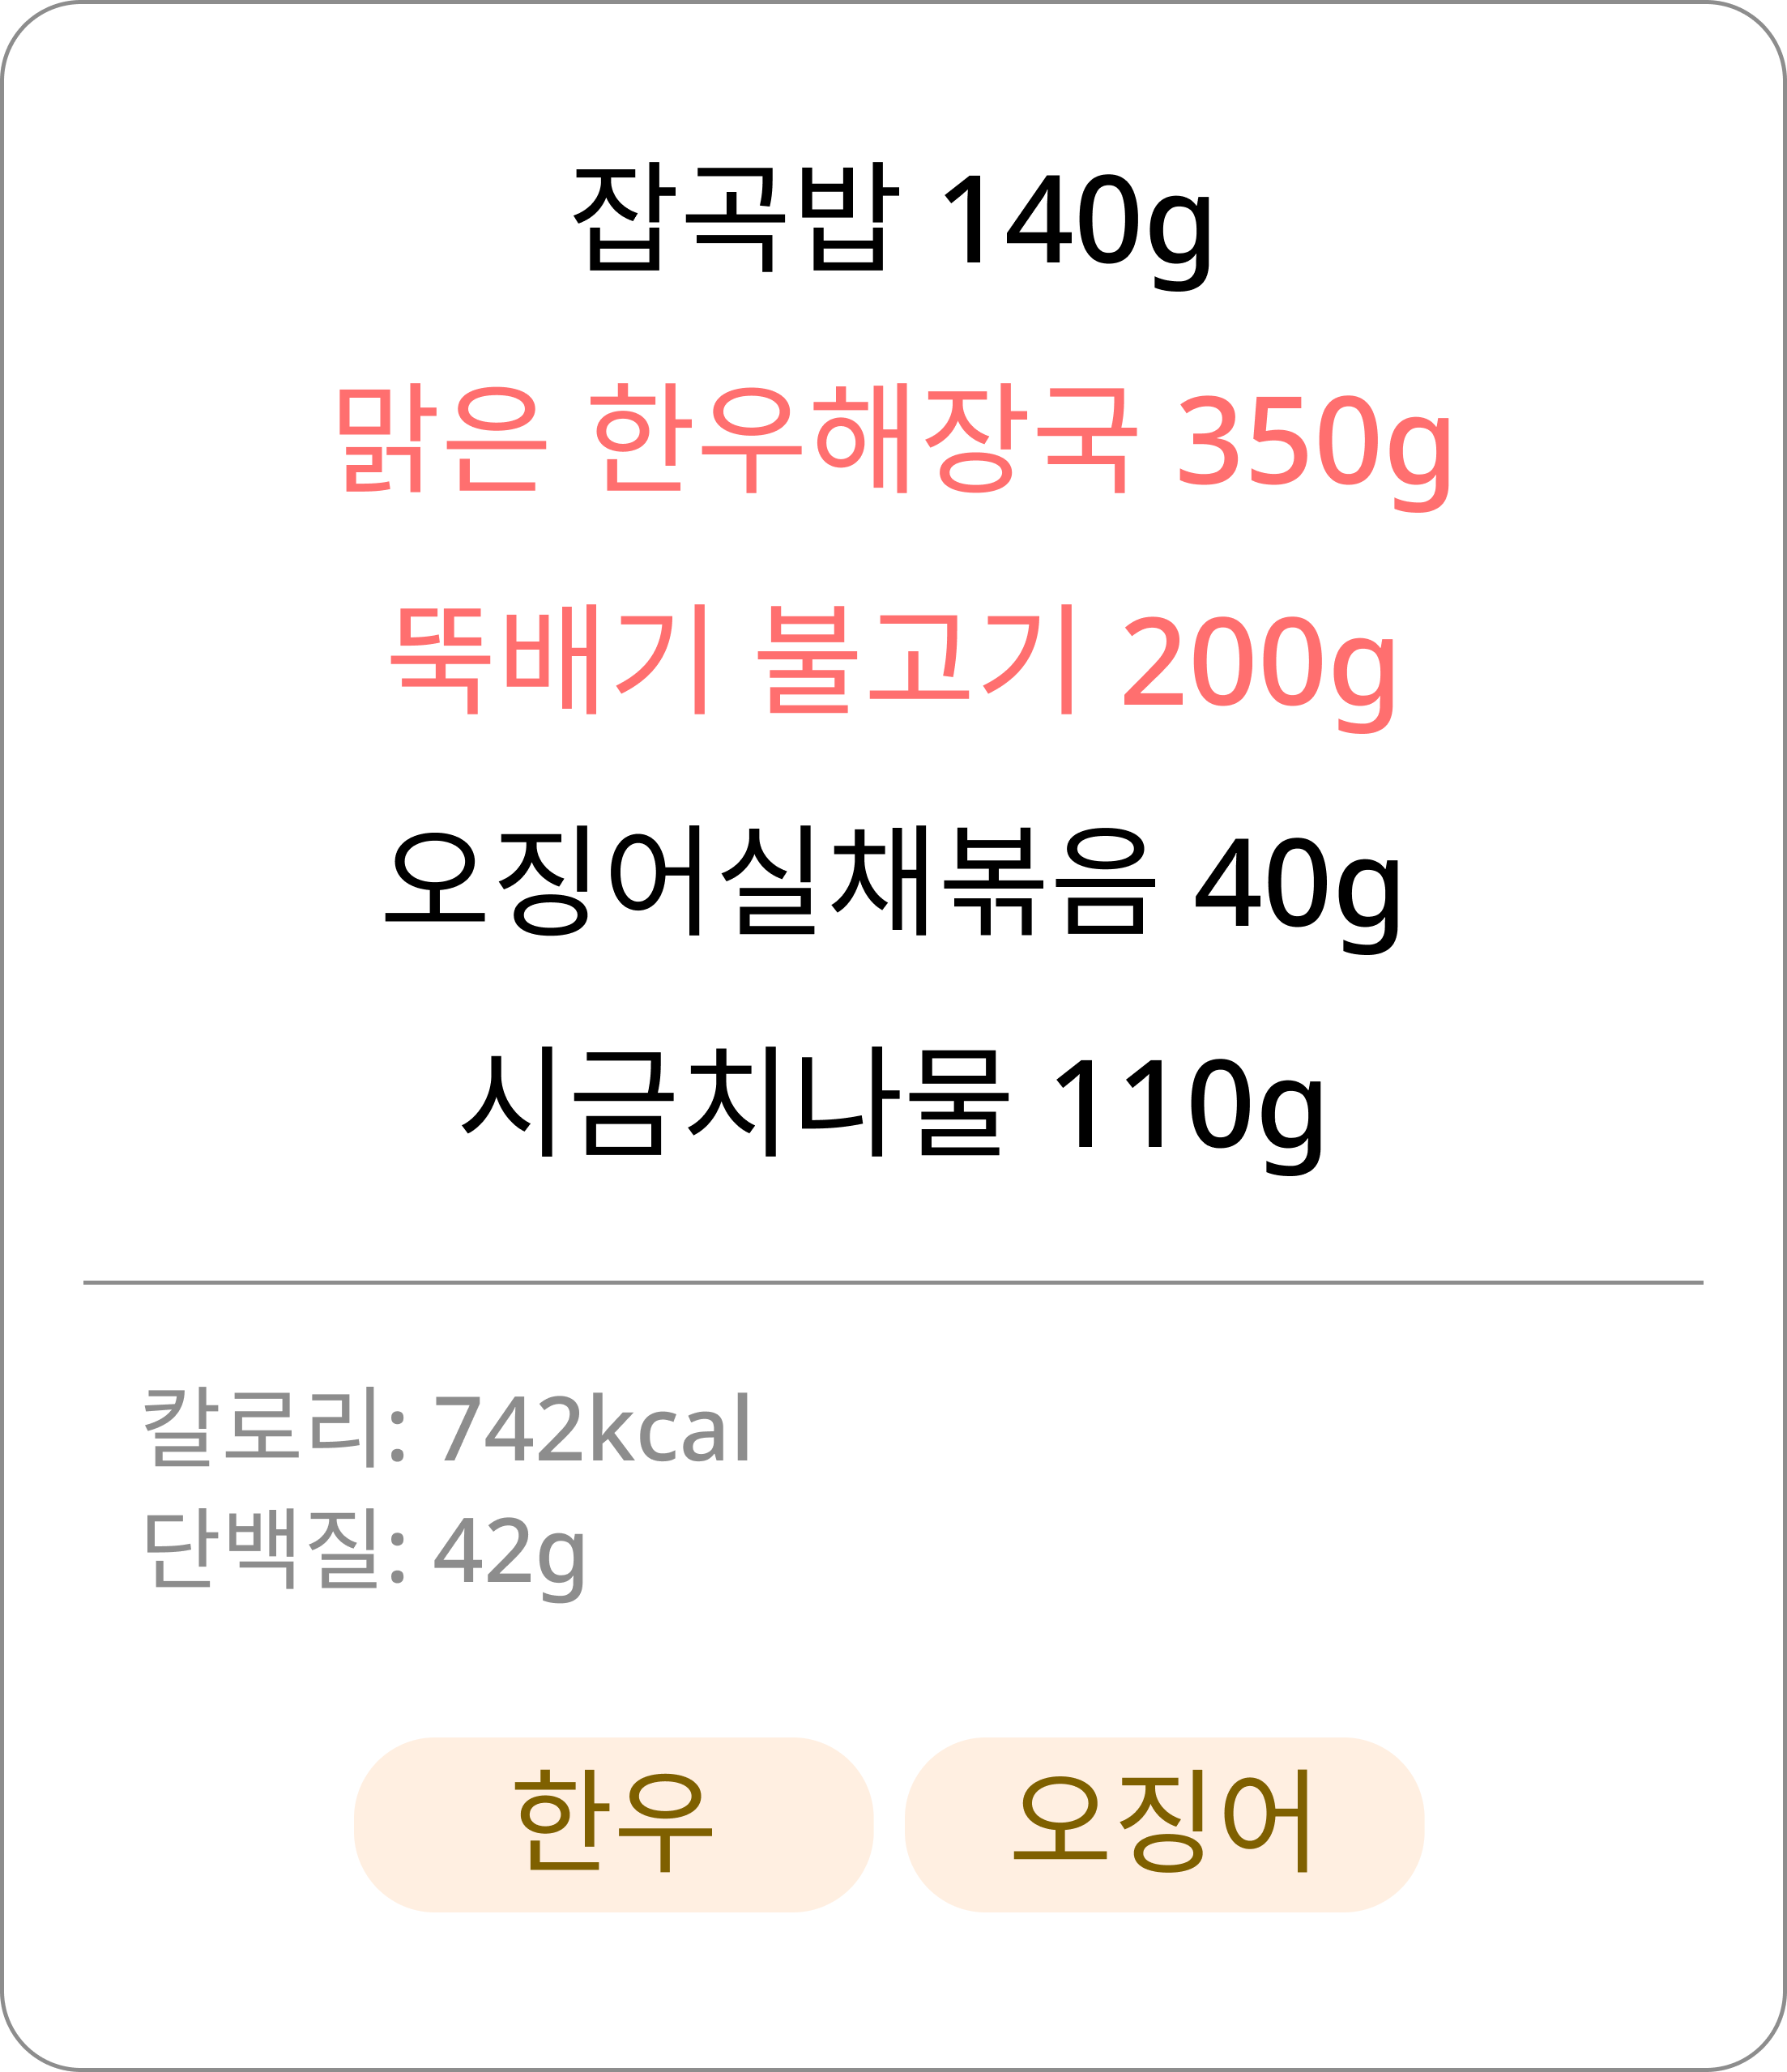 잡곡밥 140g
맑은 한우해장국 350g
뚝배기 불고기 200g
오징어실채볶음 40g
시금치나물 110g
칼로리: 742kcal
단백질: 42g
한우 오징어